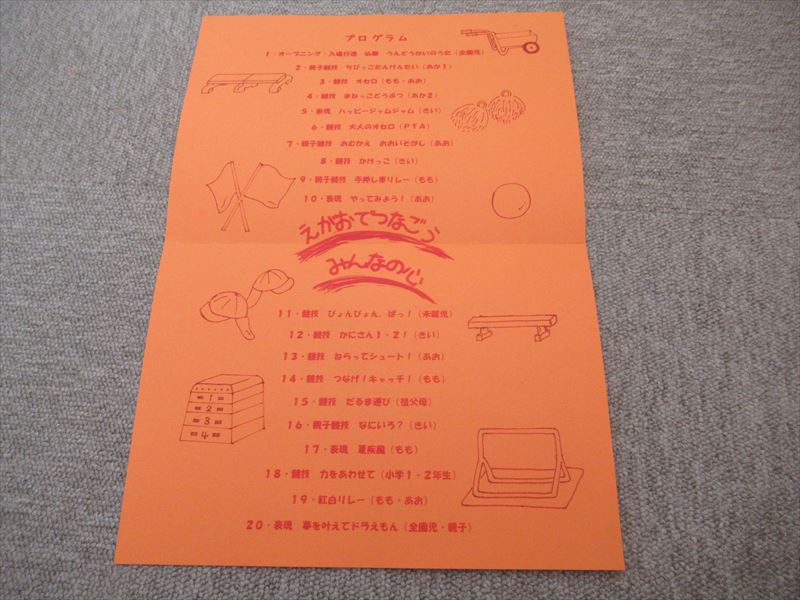 プログラム
1・オープニング・入場行進 仏拳 うんどうかいのうた(全園児)
2・親子競技 ちびっこたんけんたい(あか1)
3・競技 オセロ(もも・あお)
4・競技 まねっこどうぶつ(あか2)
5・表現 ハッピージャムジャム(きい)
6・競技 大人のオセロ(PTA)
7・親子競技 おむかえ おおいそがし(あお)
8・競技 かけっこ(きい)
9・親子競技 手押し車リレー(もも)
10・表現 やってみよう!(あお)
えがおでつなごう
みんなの心
11・競技 ぴょんぴょん、ぱっ!(未就児)
12・競技 かにさん1・2!(きい)
13・競技 ねらってシュート!(あお)
14・競技 つなげ!キャッチ!(もも)
15・競技 だるま運び(祖父母)
16・親子競技 なにいろ?(きい)
17・表現 夏疾風(もも)
18・競技 力をあわせて(小学1・2年生)
19・紅白リレー(もも・あお)
20・表現 夢を叶えてドラえもん(全園児・親子)
1
2
3
4